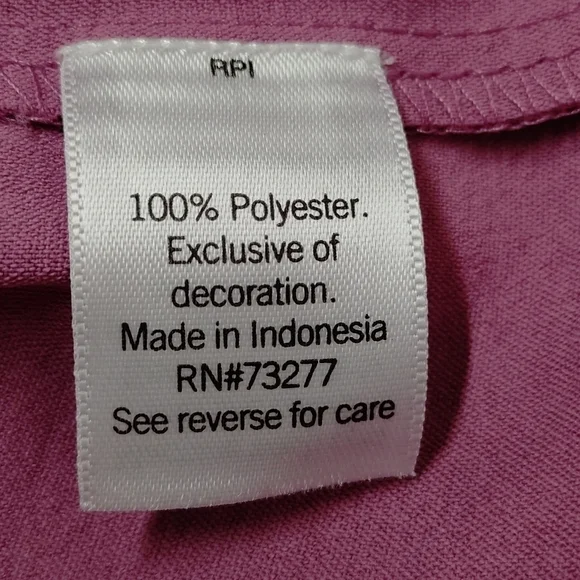 RPI
100% Polyester.
Exclusive of
decoration.
Made in Indonesia
RN#73277
See reverse for care